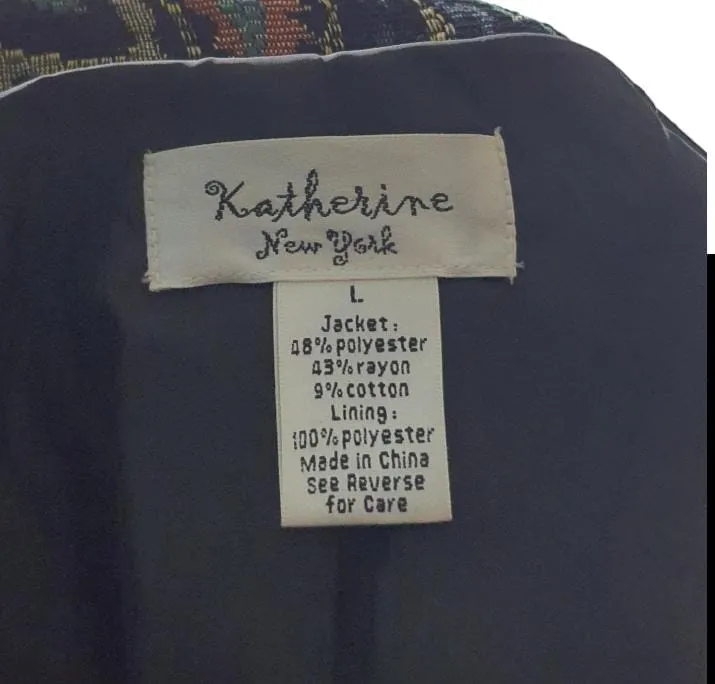 Katherine
New York
L
Jacket:
48% polyester
43% rayon
9% cotton
Lining:
100% polyester
Made in China
See Reverse
for Care